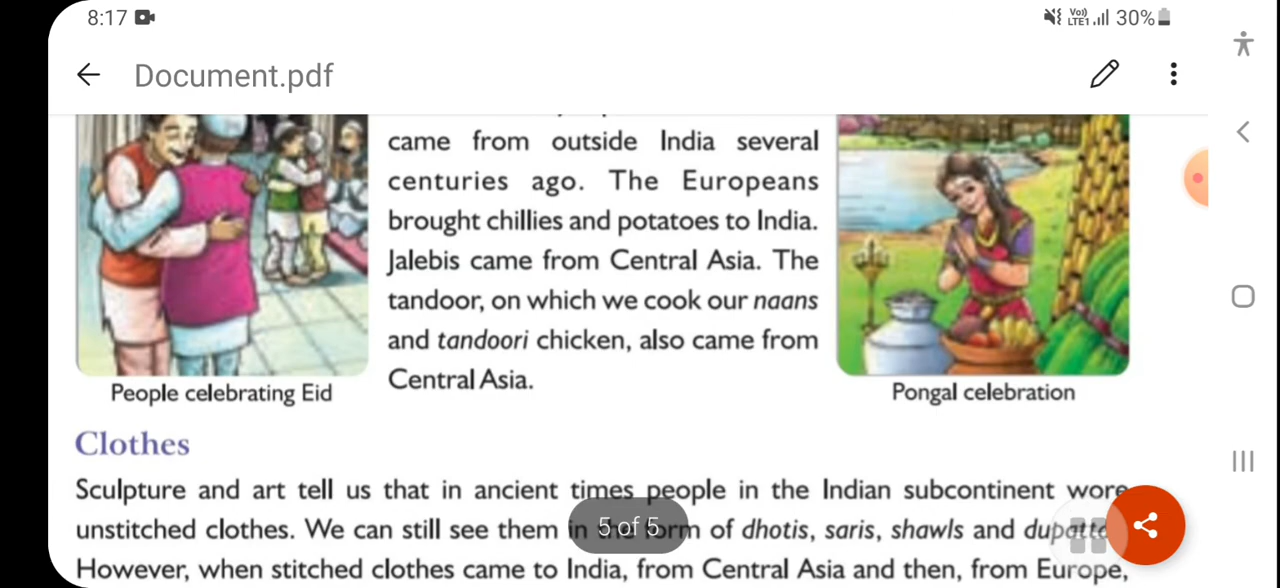 8:17
Vo))
LTE1 30%
Document.pdf
came from outside India several
centuries ago. The Europeans
brought chillies and potatoes to India.
Jalebis came from Central Asia. The
tandoor, on which we cook our naans
and tandoori chicken, also came from
Central Asia.
People celebrating Eid
Pongal celebration
Clothes
Sculpture and art tell us that in ancient times people in the Indian subcontinent wore
unstitched clothes. We can still see them in the form of dhotis, saris, shawls and
5 of 5
However, when stitched clothes came to India, from Central Asia and then, from Europe,